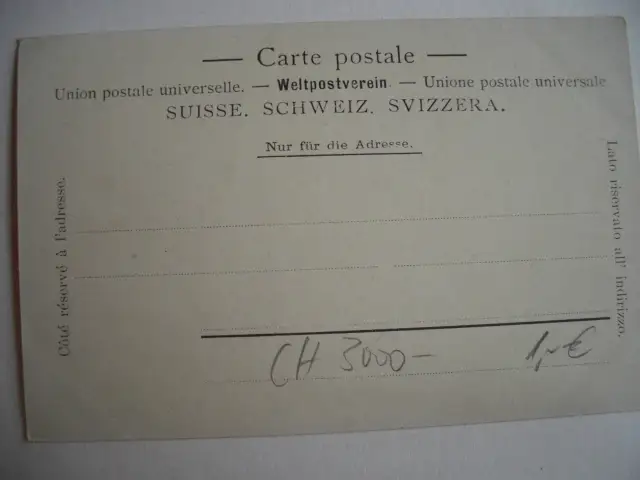 — Carte postale —
Union postale universelle. — Weltpostverein. — Unione postale universale
SUISSE. SCHWEIZ. SVIZZERA.
Nur für die Adresse.
Côté réservé à l'adresse.
Lato riservato all' indirizzo.
CH 3000– 1,–€